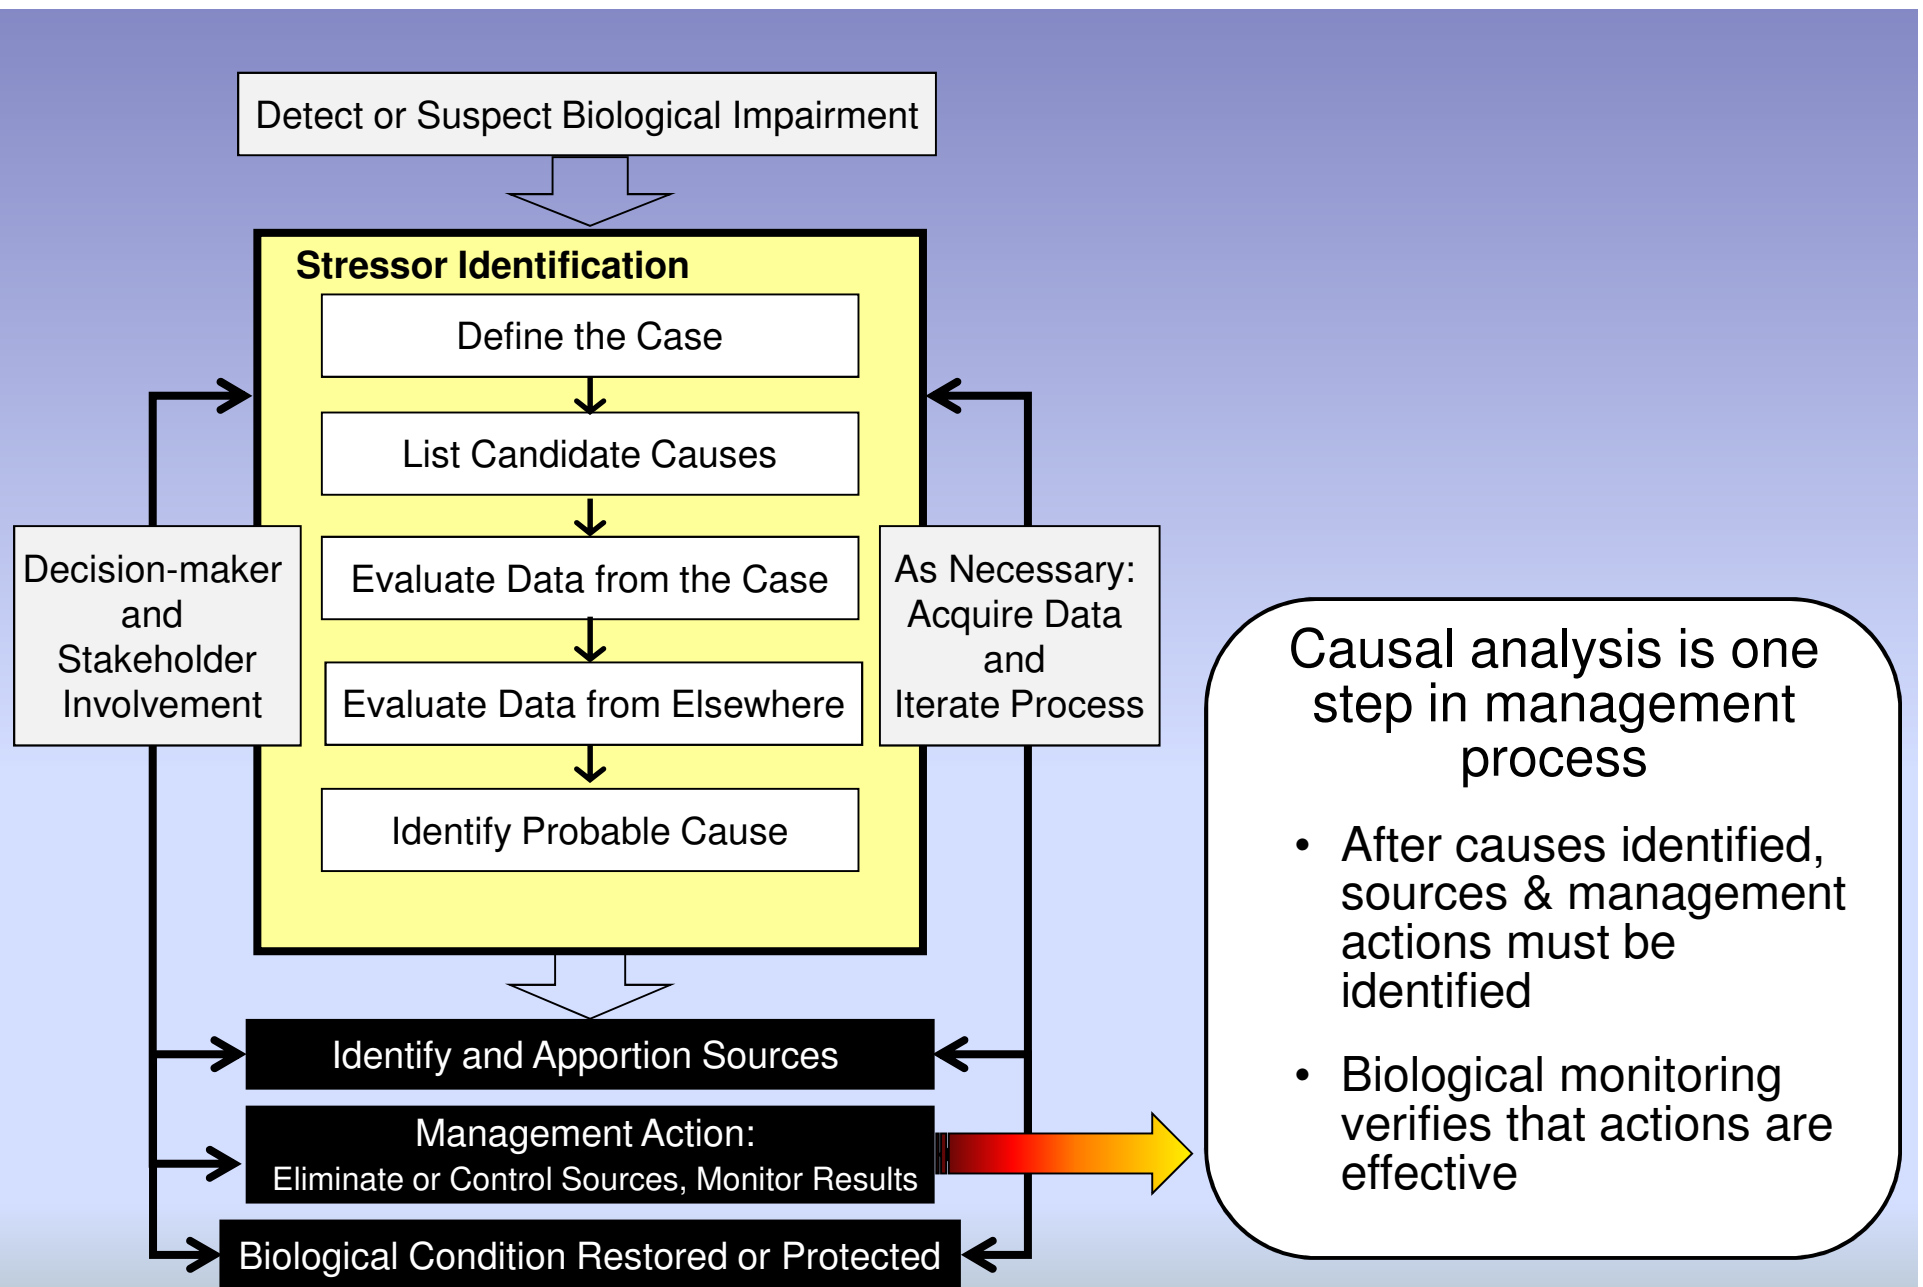 Detect or Suspect Biological Impairment
Stressor Identification
Define the Case
List Candidate Causes
Evaluate Data from the Case
Evaluate Data from Elsewhere
Identify Probable Cause
Decision-maker
and
Stakeholder
Involvement
As Necessary:
Acquire Data
and
Iterate Process
Identify and Apportion Sources
Management Action:
Eliminate or Control Sources, Monitor Results
Biological Condition Restored or Protected
Causal analysis is one
step in management
process
• After causes identified,
sources & management
actions must be
identified
• Biological monitoring
verifies that actions are
effective